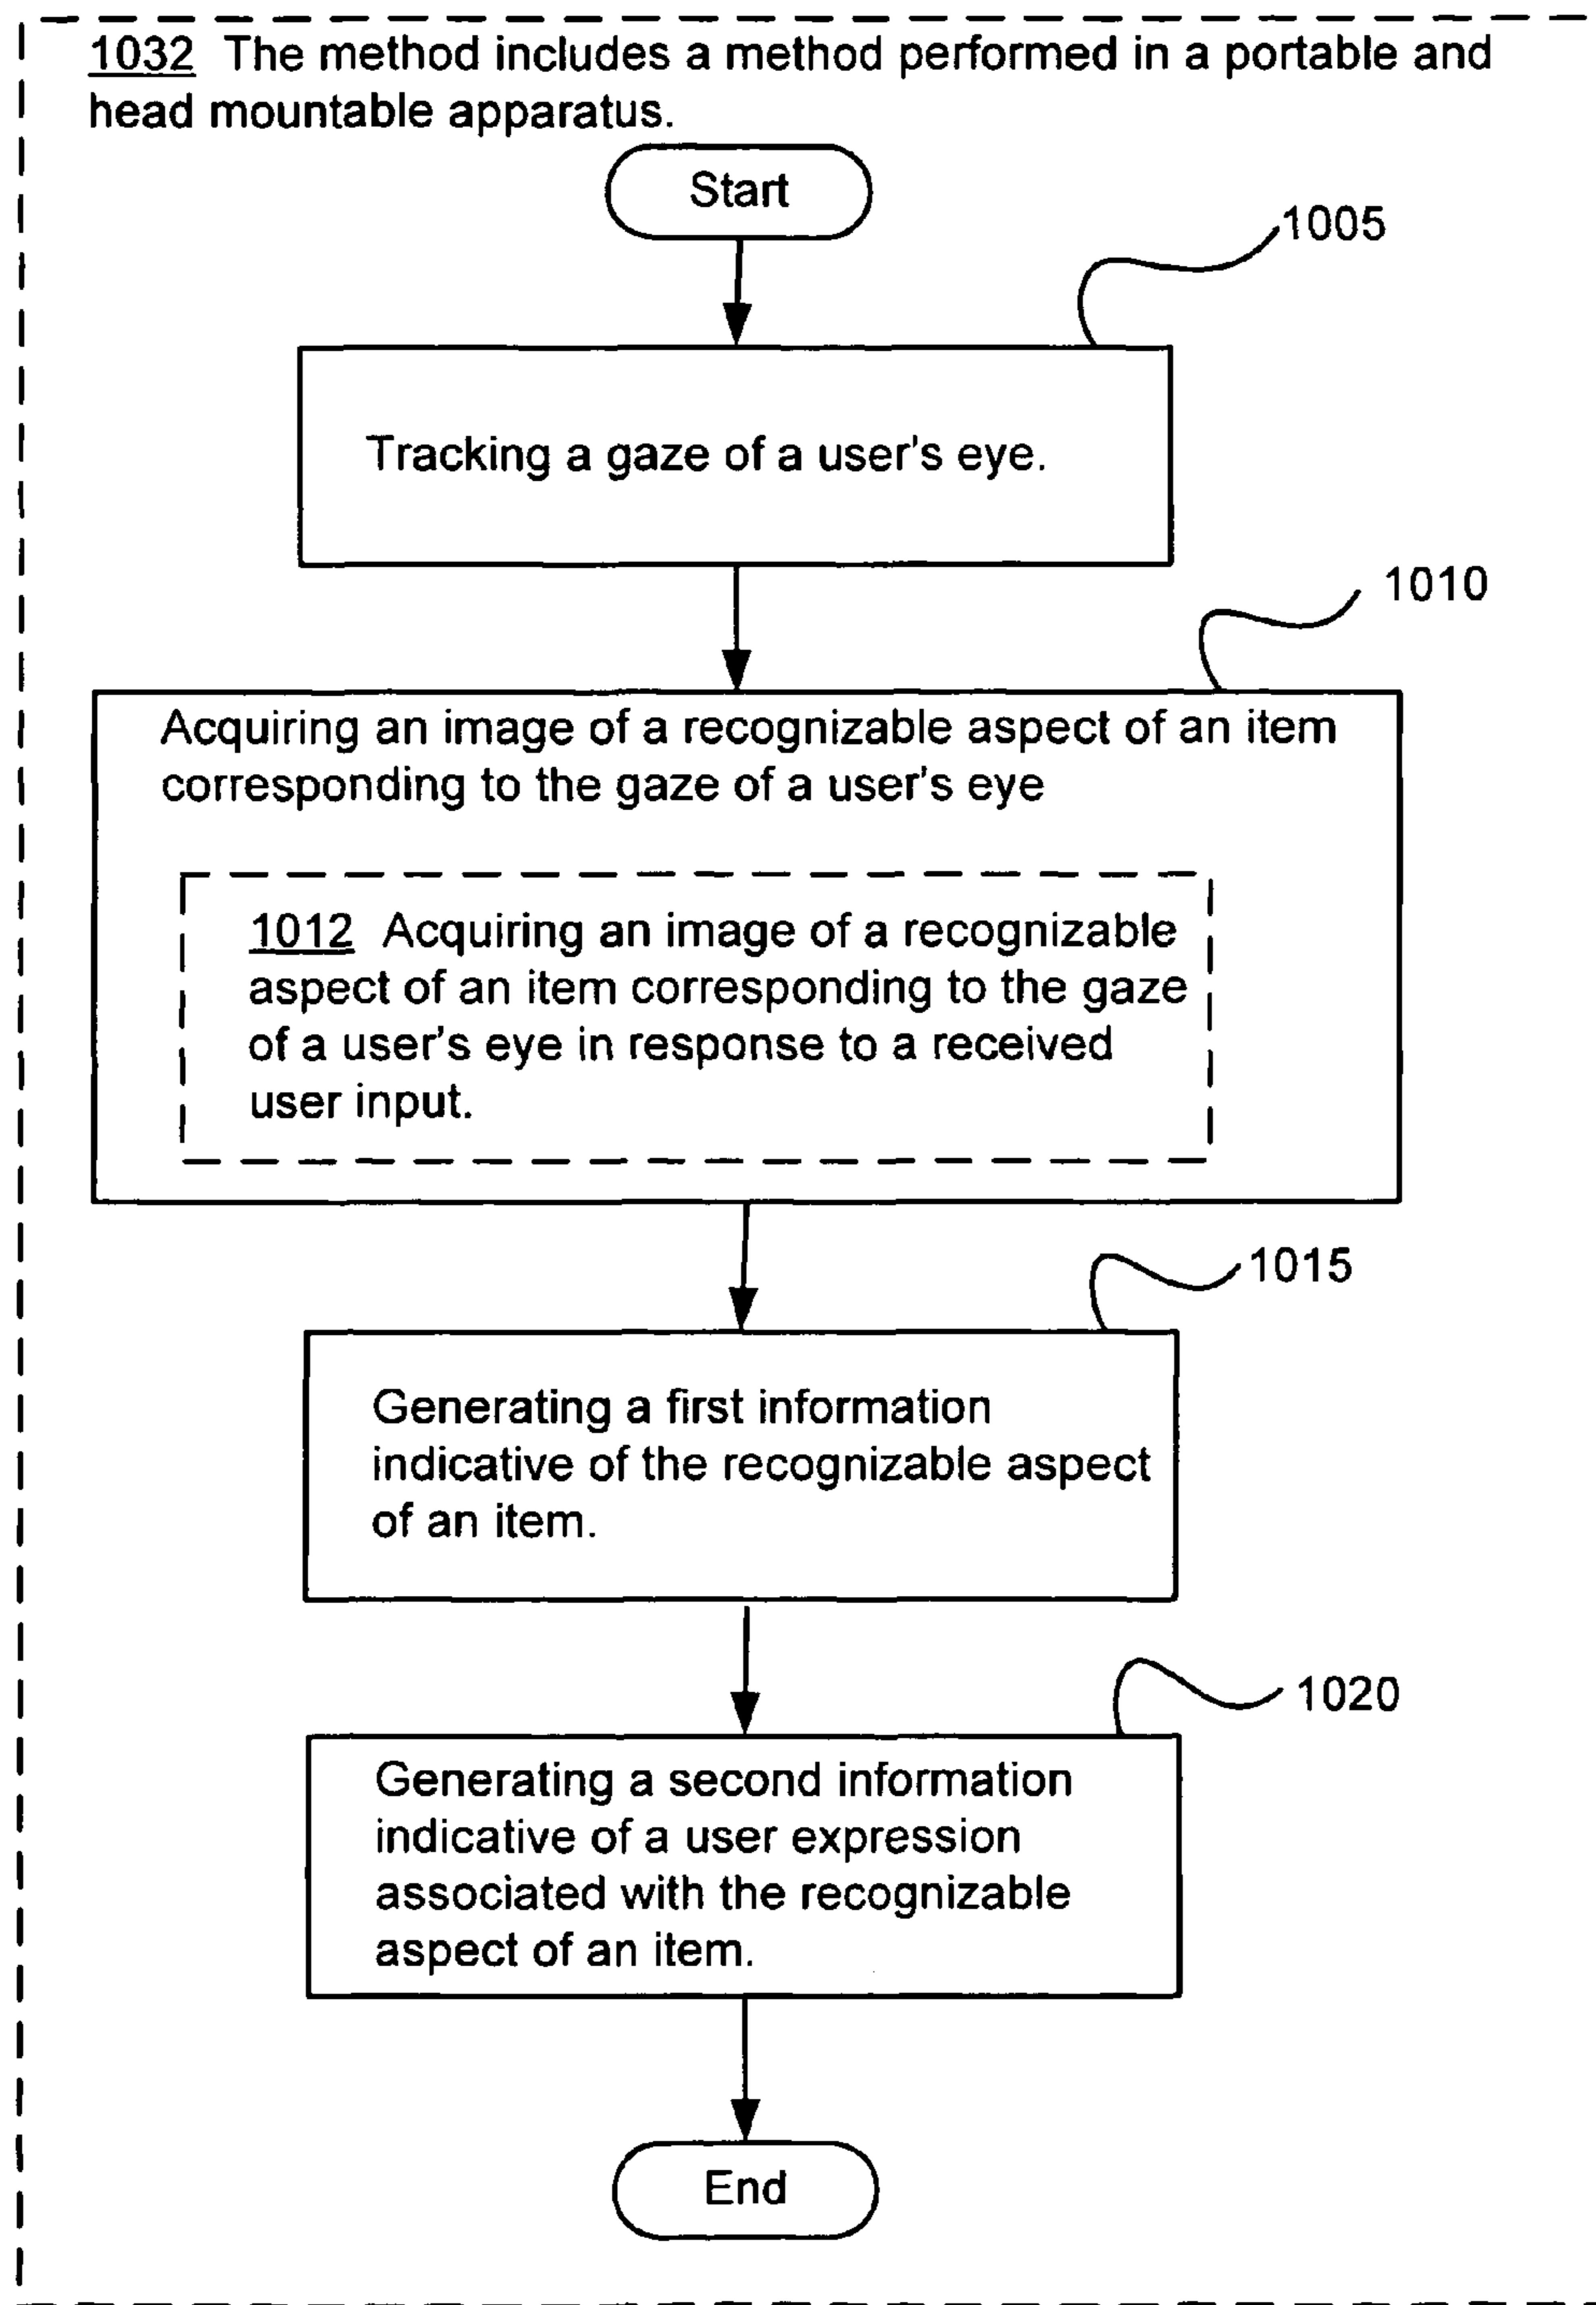 1032 The method includes a method performed in a portable and
head mountable apparatus.
Start
1005
Tracking a gaze of a user's eye.
1010
Acquiring an image of a recognizable aspect of an item
corresponding to the gaze of a user's eye
1012 Acquiring an image of a recognizable
aspect of an item corresponding to the gaze
of a user's eye in response to a received
user input.
1015
Generating a first information
indicative of the recognizable aspect
of an item.
1020
Generating a second information
indicative of a user expression
associated with the recognizable
aspect of an item.
End